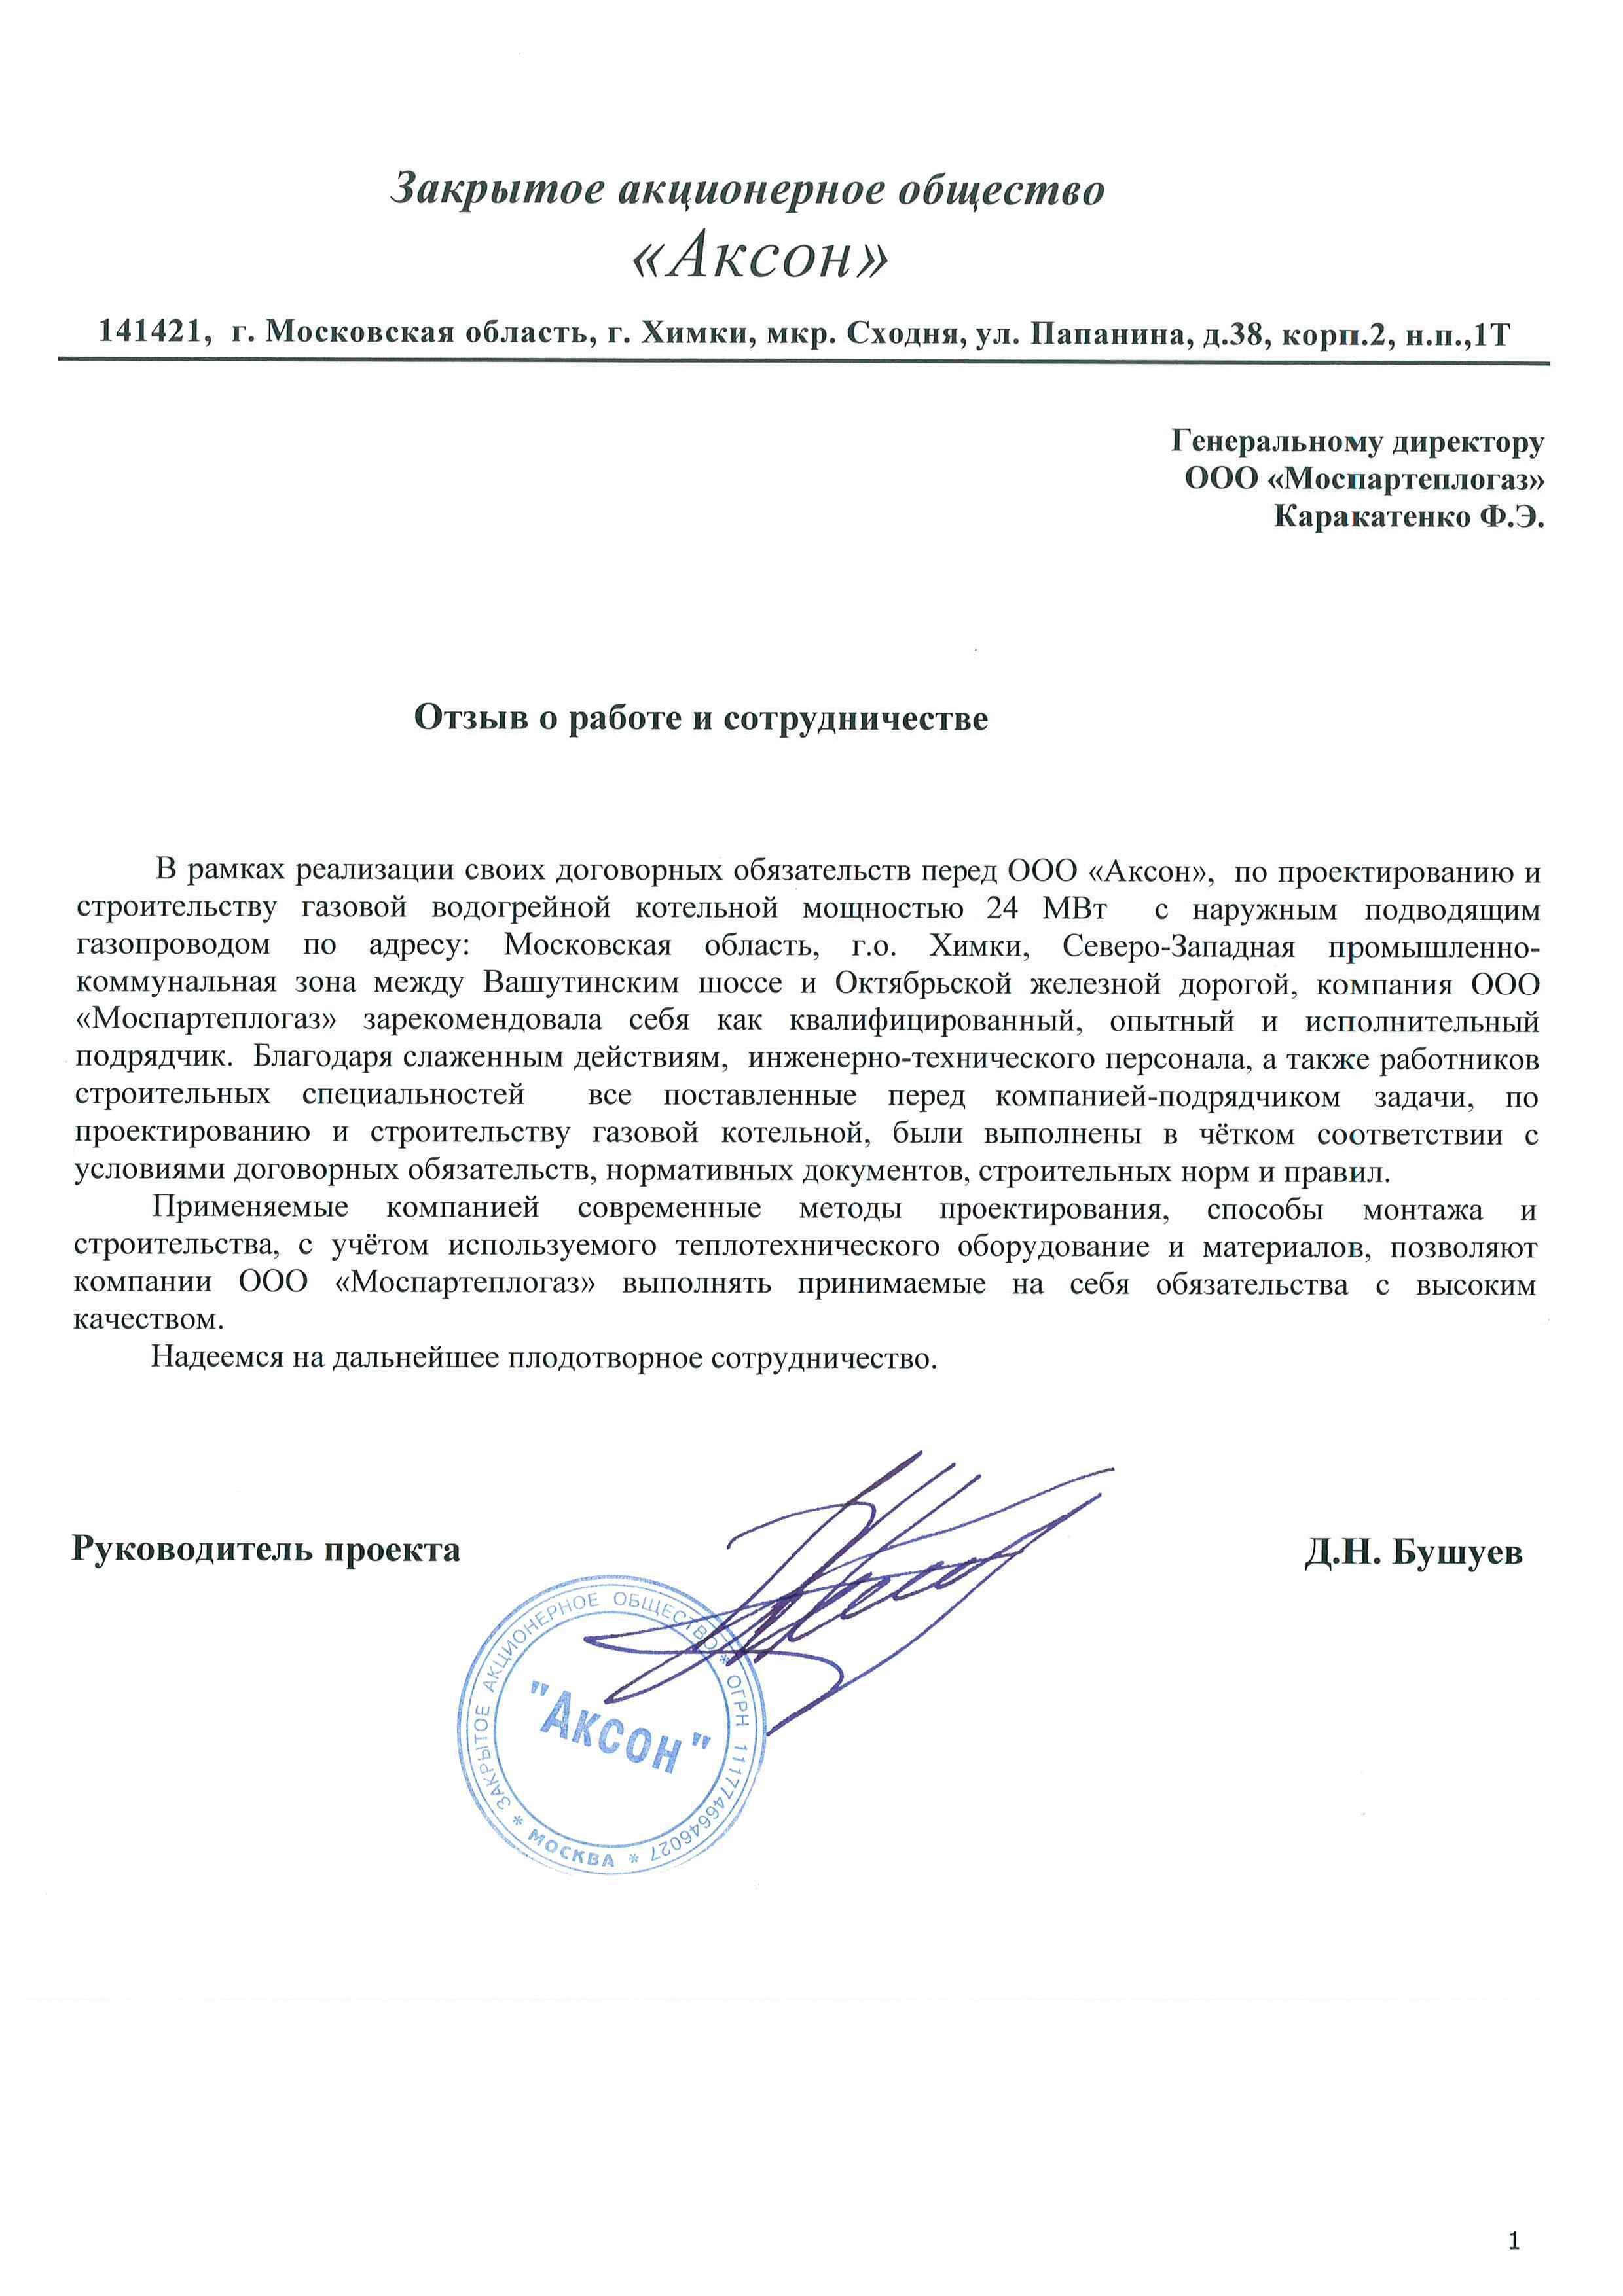 Закрытое акционерное общество
«Аксон»
141421, г. Московская область, г. Химки, мкр. Сходня, ул. Папанина, д.38, корп.2, н.п.,1Т
Генеральному директору
ООО «Моспартеплогаз»
Каракатенко Ф.Э.
Отзыв о работе и сотрудничестве
В рамках реализации своих договорных обязательств перед ООО «Аксон», по проектированию и
строительству газовой водогрейной котельной мощностью 24 МВт с наружным подводящим
газопроводом по адресу: Московская область, г.о. Химки, Северо-Западная промышленно-
коммунальная зона между Вашутинским шоссе и Октябрьской железной дорогой, компания ООО
«Моспартеплогаз» зарекомендовала себя как квалифицированный, опытный и исполнительный
подрядчик. Благодаря слаженным действиям, инженерно-технического персонала, а также работников
строительных специальностей все поставленные перед компанией-подрядчиком задачи, по
проектированию и строительству газовой котельной, были выполнены в чётком соответствии с
условиями договорных обязательств, нормативных документов, строительных норм и правил.
Применяемые компанией современные методы проектирования, способы монтажа и
строительства, с учётом используемого теплотехнического оборудование и материалов, позволяют
компании ООО «Моспартеплогаз» выполнять принимаемые на себя обязательства с высоким
качеством.
Надеемся на дальнейшее плодотворное сотрудничество.
Руководитель проекта
Д.Н. Бушуев
* ЗАКРЫТОЕ АКЦИОНЕРНОЕ ОБЩЕСТВО * ОГРН 1117746646027 *
МОСКВА
"Аксон"
1